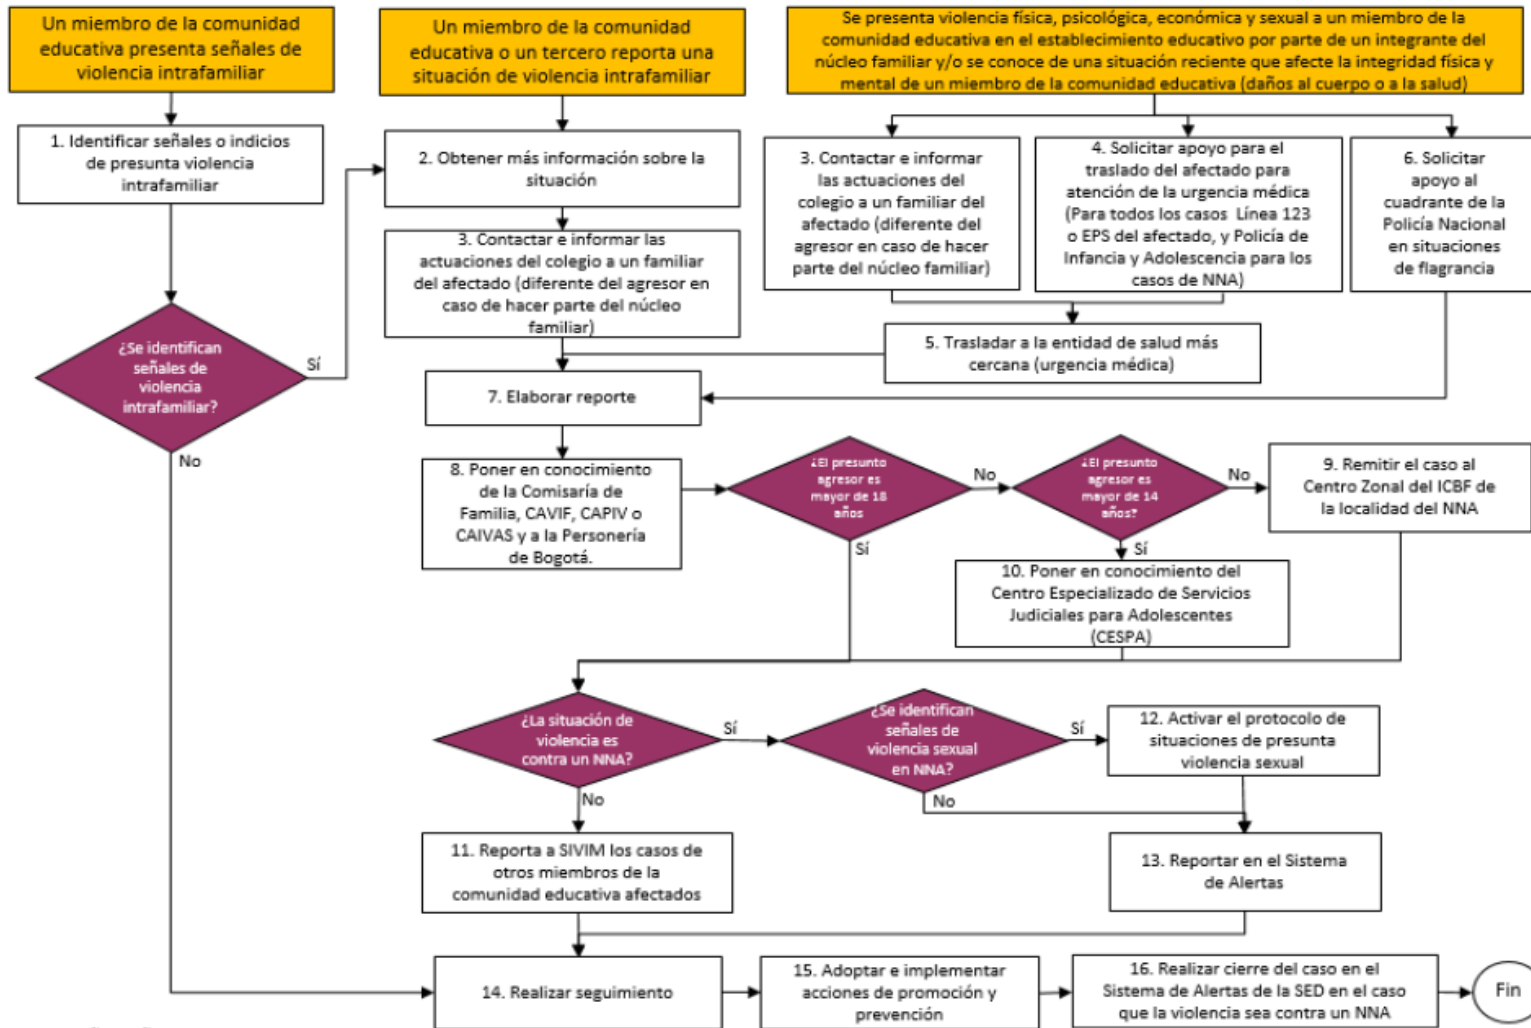 Un miembro de la comunidad
educativa presenta señales de
violencia intrafamiliar
Un miembro de la comunidad
educativa o un tercero reporta una
situación de violencia intrafamiliar
Se presenta violencia física, psicológica, económica y sexual a un miembro de la
comunidad educativa en el establecimiento educativo por parte de un integrante del
núcleo familiar y/o se conoce de una situación reciente que afecte la integridad física y
mental de un miembro de la comunidad educativa (daños al cuerpo o a la salud)
1. Identificar señales o indicios
de presunta violencia
intrafamiliar
2. Obtener más información sobre la
situación
3. Contactar e informar
las actuaciones del
colegio a un familiar del
afectado (diferente del
agresor en caso de hacer
parte del núcleo familiar)
4. Solicitar apoyo para el
traslado del afectado para
atención de la urgencia médica
(Para todos los casos Línea 123
o EPS del afectado, y Policía de
Infancia y Adolescencia para los
casos de NNA)
6. Solicitar
apoyo al
cuadrante de la
Policía Nacional
en situaciones
de flagrancia
3. Contactar e informar las
actuaciones del colegio a un familiar
del afectado (diferente del agresor en
caso de hacer parte del núcleo
familiar)
5. Trasladar a la entidad de salud más
cercana (urgencia médica)
¿Se identifican
señales de
violencia
intrafamiliar?
Sí
No
7. Elaborar reporte
8. Poner en conocimiento
de la Comisaría de
Familia, CAVIF, CAPIV o
CAIVAS y a la Personería
de Bogotá.
¿El presunto
agresor es
mayor de 18
años
No
Sí
¿El presunto
agresor es
mayor de 14
años?
No
Sí
9. Remitir el caso al
Centro Zonal del ICBF de
la localidad del NNA
10. Poner en conocimiento del
Centro Especializado de Servicios
Judiciales para Adolescentes
(CESPA)
¿La situación de
violencia es
contra un NNA?
Sí
No
¿Se identifican
señales de
violencia sexual
en NNA?
Sí
No
12. Activar el protocolo de
situaciones de presunta
violencia sexual
11. Reporta a SIVIM los casos de
otros miembros de la
comunidad educativa afectados
13. Reportar en el Sistema
de Alertas
14. Realizar seguimiento
15. Adoptar e implementar
acciones de promoción y
prevención
16. Realizar cierre del caso en el
Sistema de Alertas de la SED en el caso
que la violencia sea contra un NNA
Fin